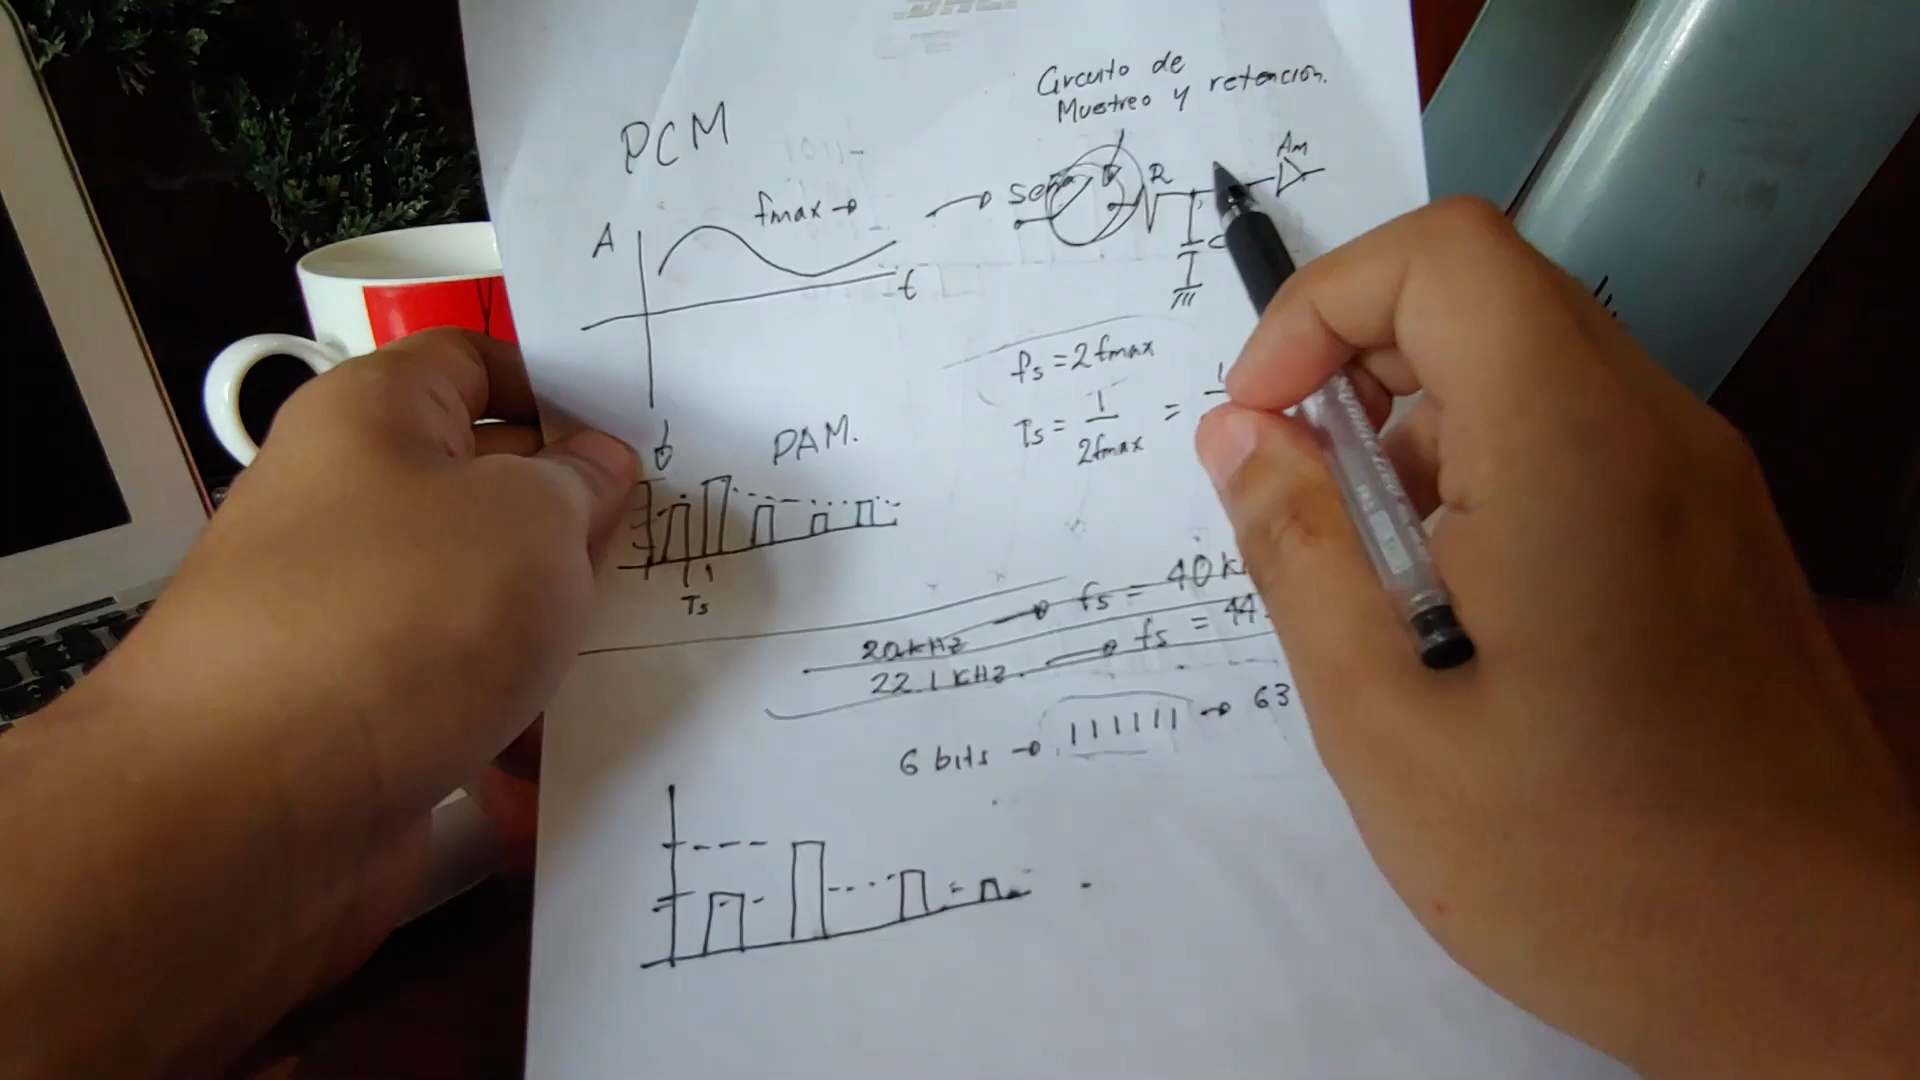 Circuito de
Muestreo y retención.
PCM
Am
R
fmax →
A
C
t
fs = 2fmax
Ts = 1/2fmax =
PAM.
Ts
20kHz → fs = 40 k
22.1 kHz. → fs = 44
6 bits → 111111 → 63